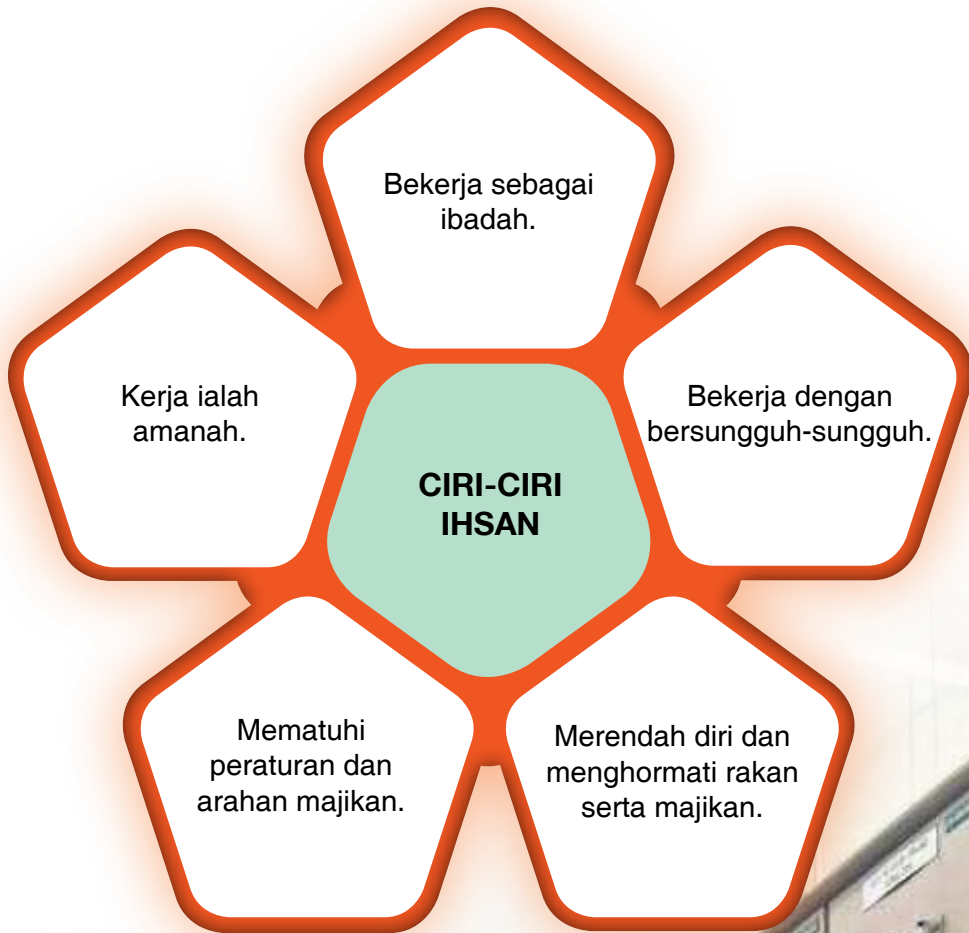 CIRI-CIRI
IHSAN
Bekerja sebagai
ibadah.
Bekerja dengan
bersungguh-sungguh.
Merendah diri dan
menghormati rakan
serta majikan.
Mematuhi
peraturan dan
arahan majikan.
Kerja ialah
amanah.